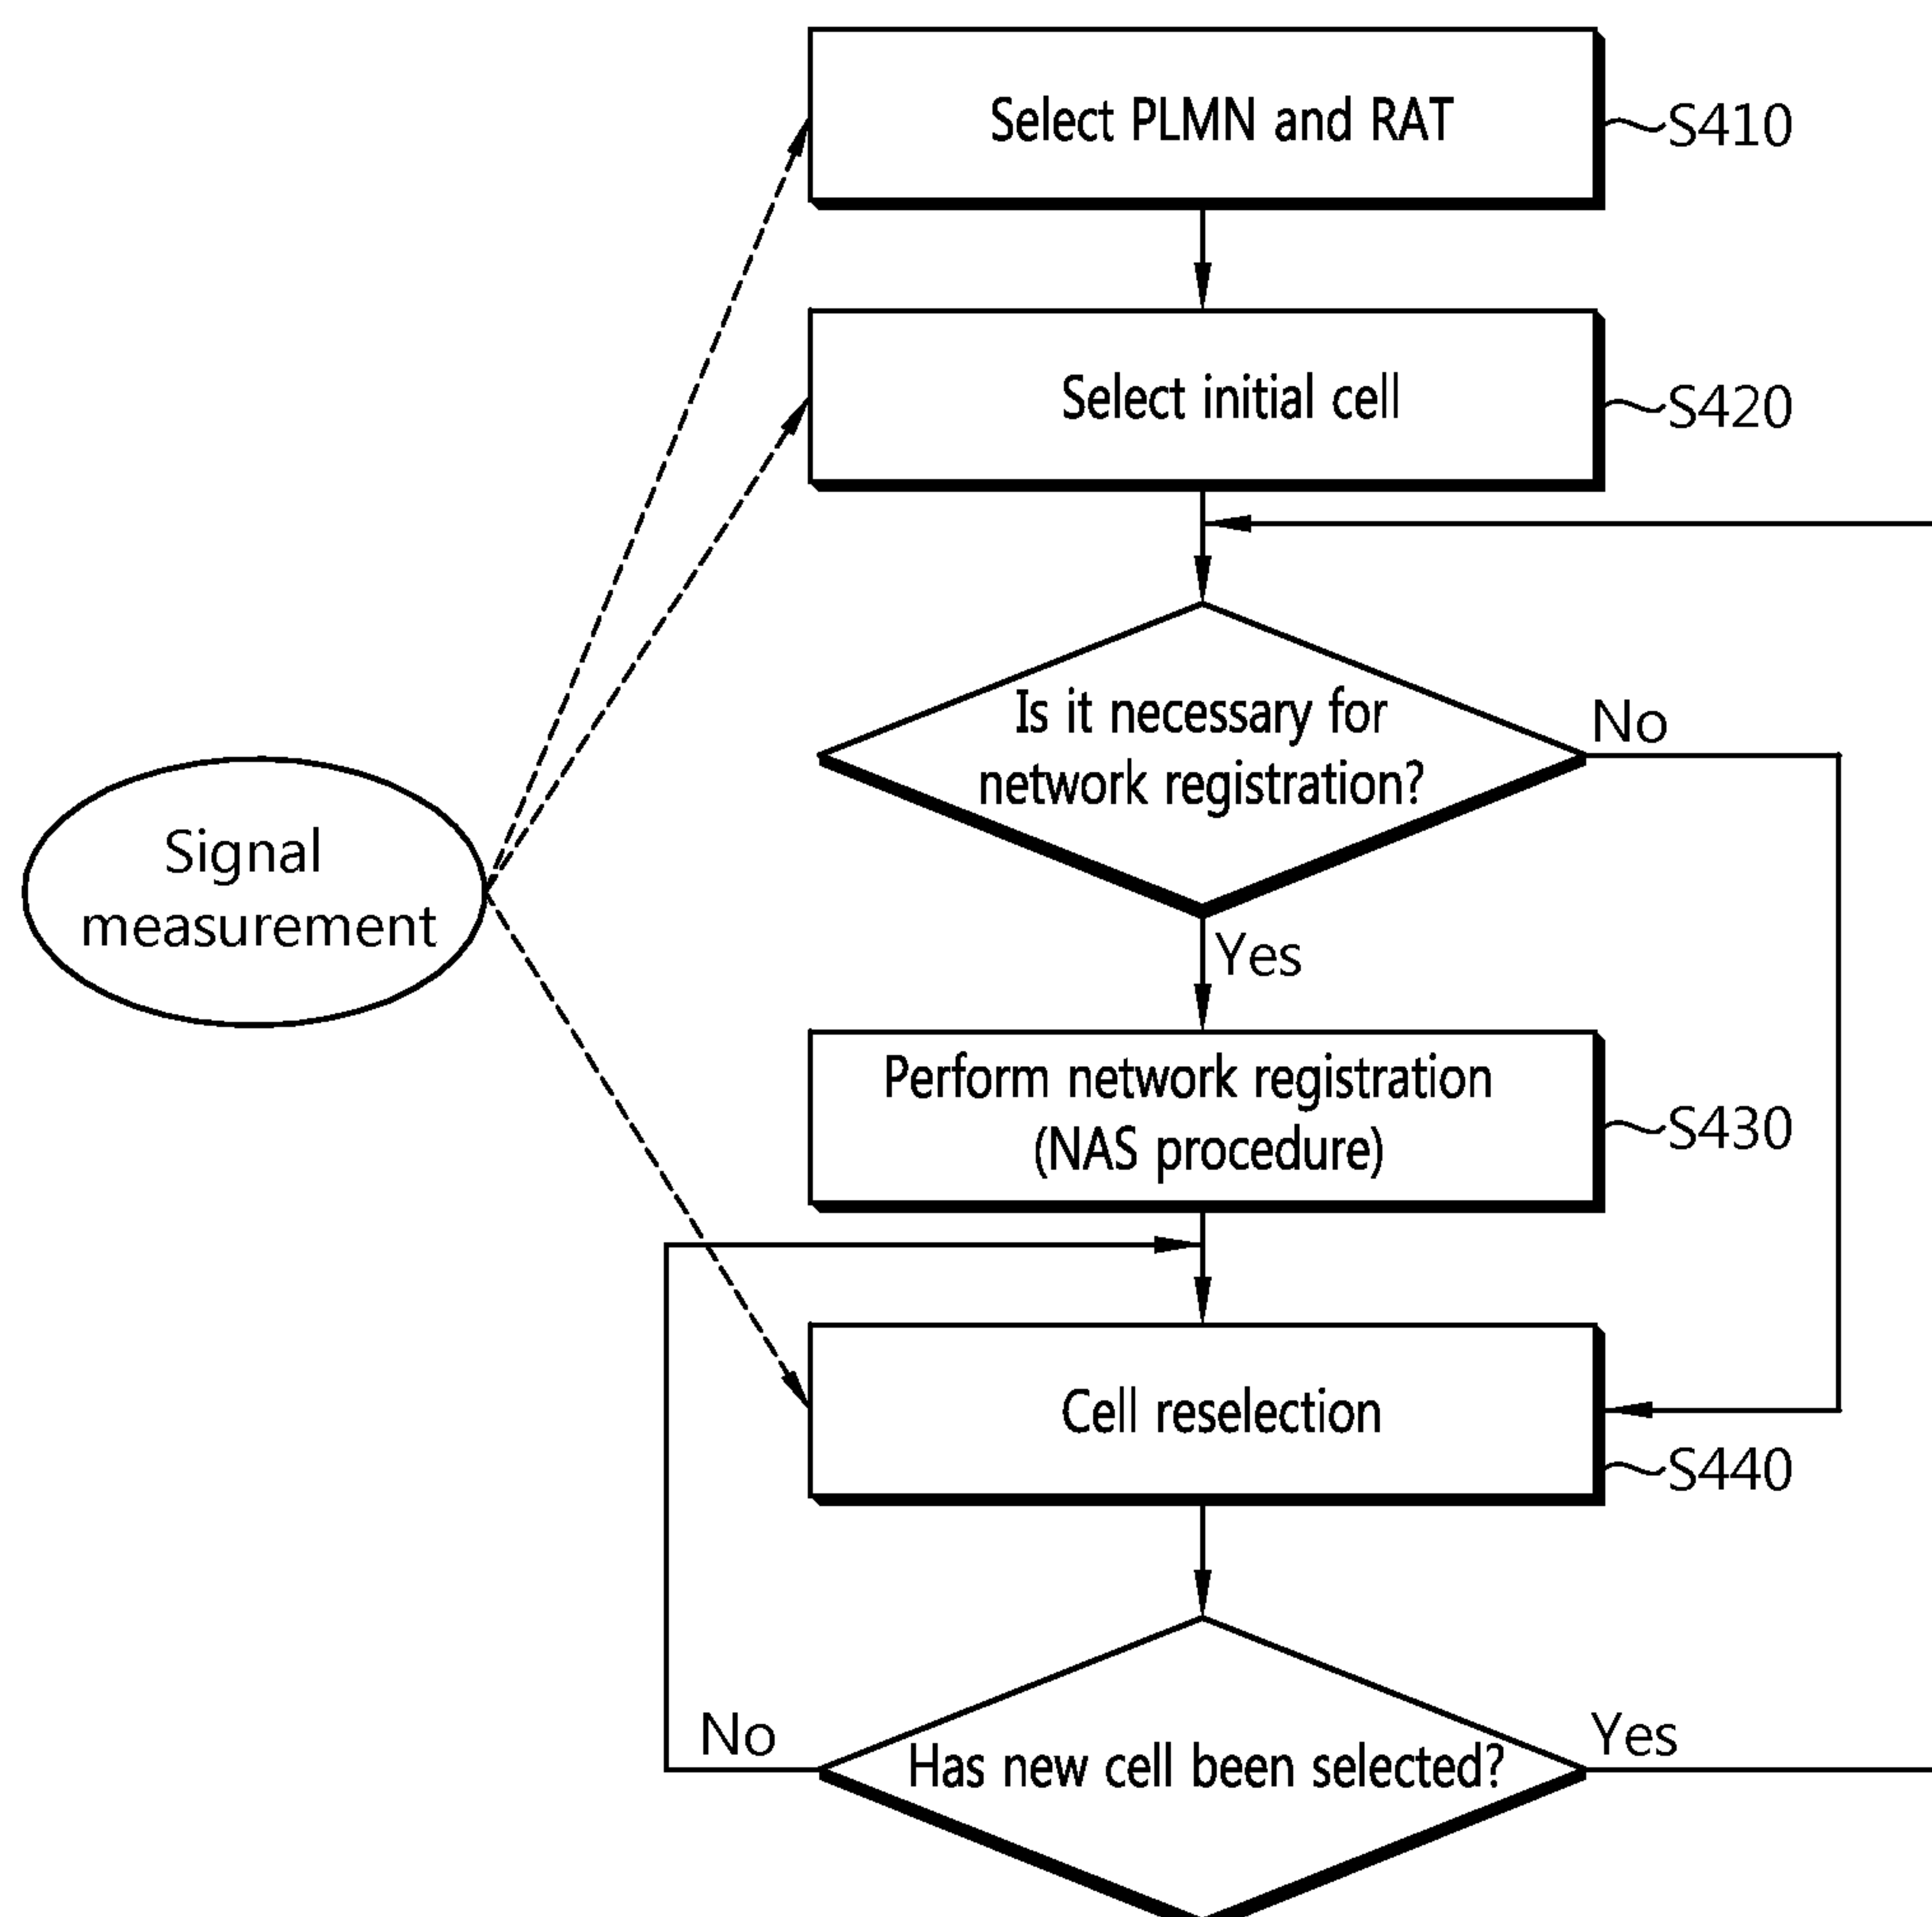 Select PLMN and RAT
S410
Select initial cell
S420
Is it necessary for
network registration?
No
Signal
measurement
Yes
Perform network registration
(NAS procedure)
S430
Cell reselection
S440
No
Has new cell been selected?
Yes